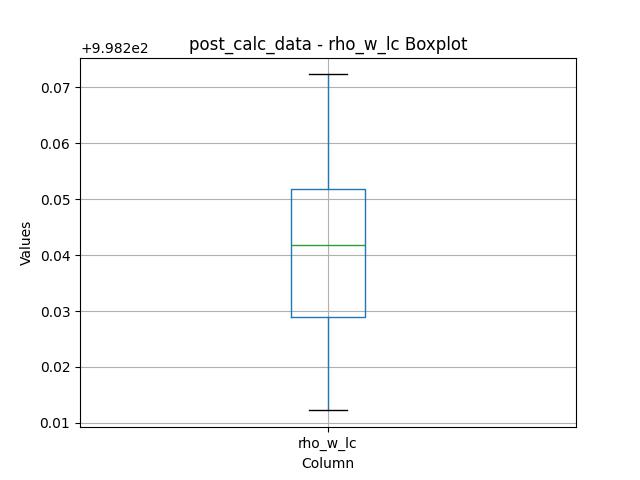 post_calc_data - rho_w_lc Boxplot
+9.982e2
0.07
0.06
0.05
0.04
0.03
0.02
0.01
Values
rho_w_lc
Column